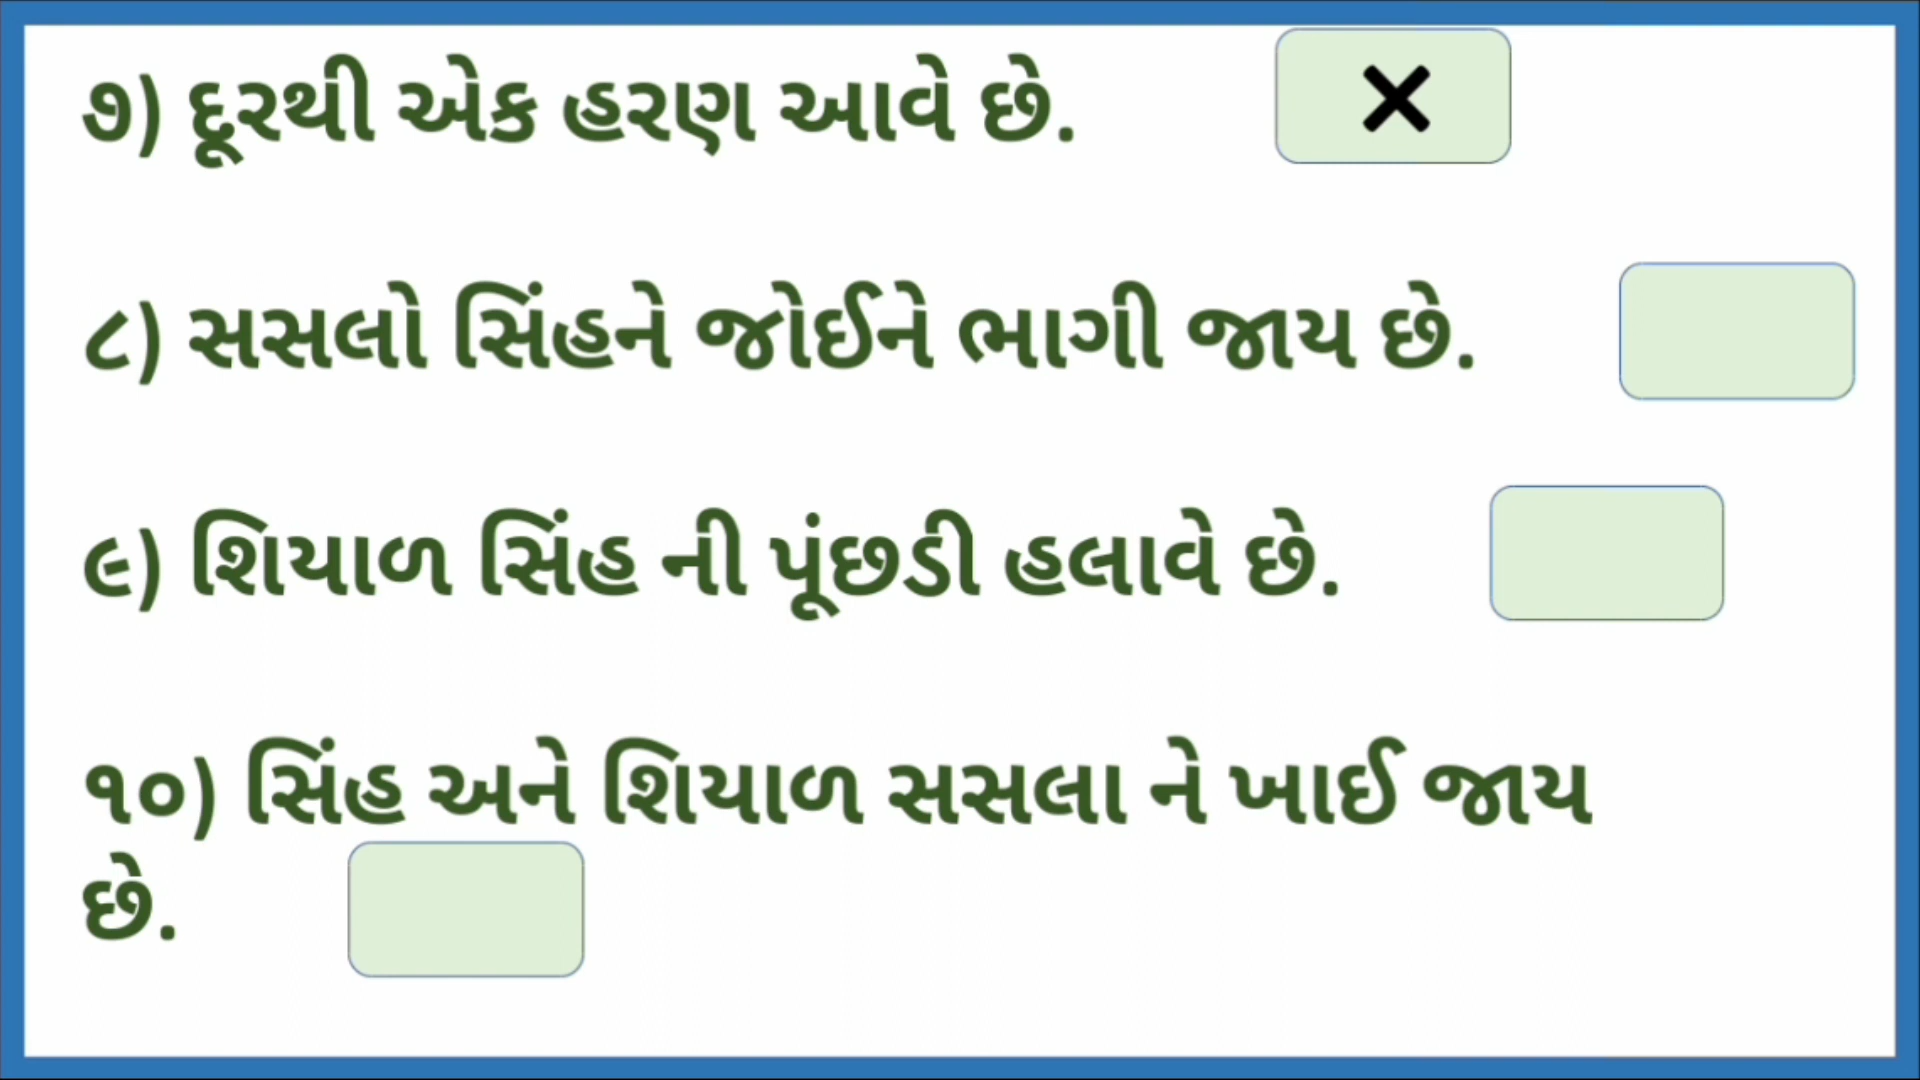 ૭) દૂરથી એક હરણ આવે છે. ✕
૮) સસલો સિંહને જોઈને ભાગી જાય છે.
૯) શિયાળ સિંહ ની પૂંછડી હલાવે છે.
૧૦) સિંહ અને શિયાળ સસલા ને ખાઈ જાય
છે.